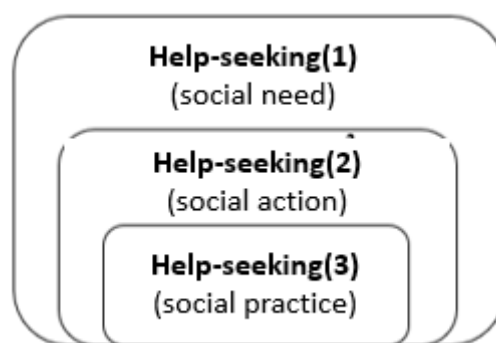 Help-seeking(1)
(social need)
Help-seeking(2)
(social action)
Help-seeking(3)
(social practice)